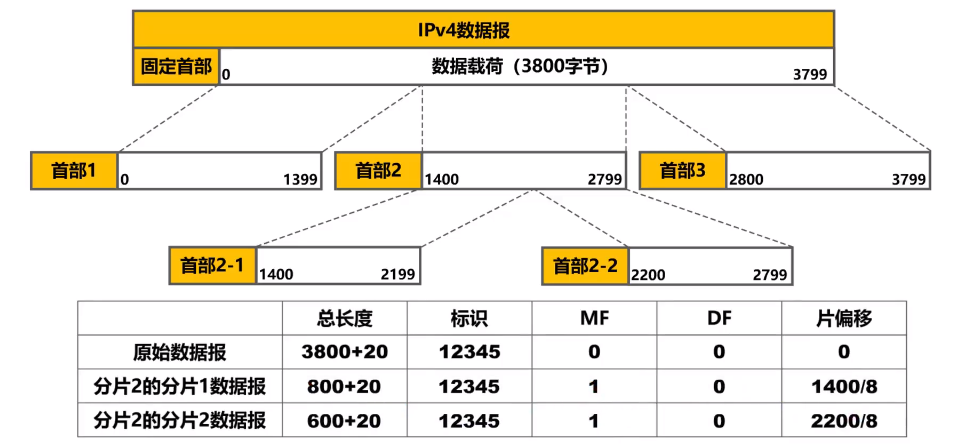 IPv4数据报
固定首部 0 数据载荷（3800字节） 3799
首部1 0 1399 首部2 1400 2799 首部3 2800 3799
首部2-1 1400 2199 首部2-2 2200 2799
总长度 标识 MF DF 片偏移
原始数据报 3800+20 12345 0 0 0
分片2的分片1数据报 800+20 12345 1 0 1400/8
分片2的分片2数据报 600+20 12345 1 0 2200/8